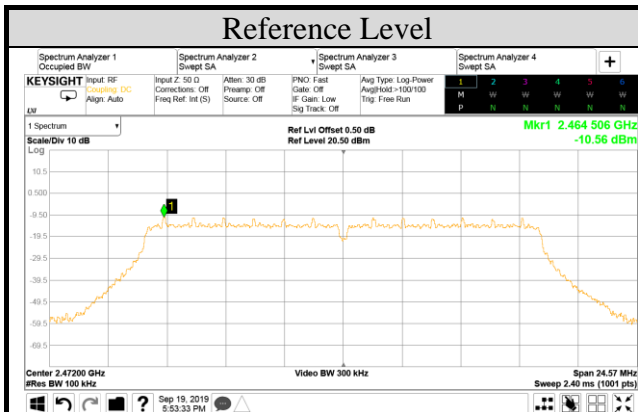 Reference Level
Spectrum Analyzer 1
Occupied BW
Spectrum Analyzer 2
Swept SA
Spectrum Analyzer 3
Swept SA
Spectrum Analyzer 4
Swept SA
+
KEYSIGHT
Input: RF
Coupling: DC
Align: Auto
Input Z: 50 Ω
Corrections: Off
Freq Ref: Int (S)
Atten: 30 dB
Preamp: Off
Source: Off
PNO: Fast
Gate: Off
IF Gain: Low
Sig Track: Off
Avg Type: Log-Power
Avg|Hold:>100/100
Trig: Free Run
1 2 3 4 5 6
M W W W W W
P N N N N N
LXI
1 Spectrum
Scale/Div 10 dB
Ref Lvl Offset 0.50 dB
Ref Level 20.50 dBm
Mkr1 2.464 506 GHz
-10.56 dBm
Log
10.5
0.500
-9.50
-19.5
-29.5
-39.5
-49.5
-59.5
-69.5
1
Center 2.47200 GHz
#Res BW 100 kHz
Video BW 300 kHz
Span 24.57 MHz
Sweep 2.40 ms (1001 pts)
?
Sep 19, 2019
5:53:33 PM